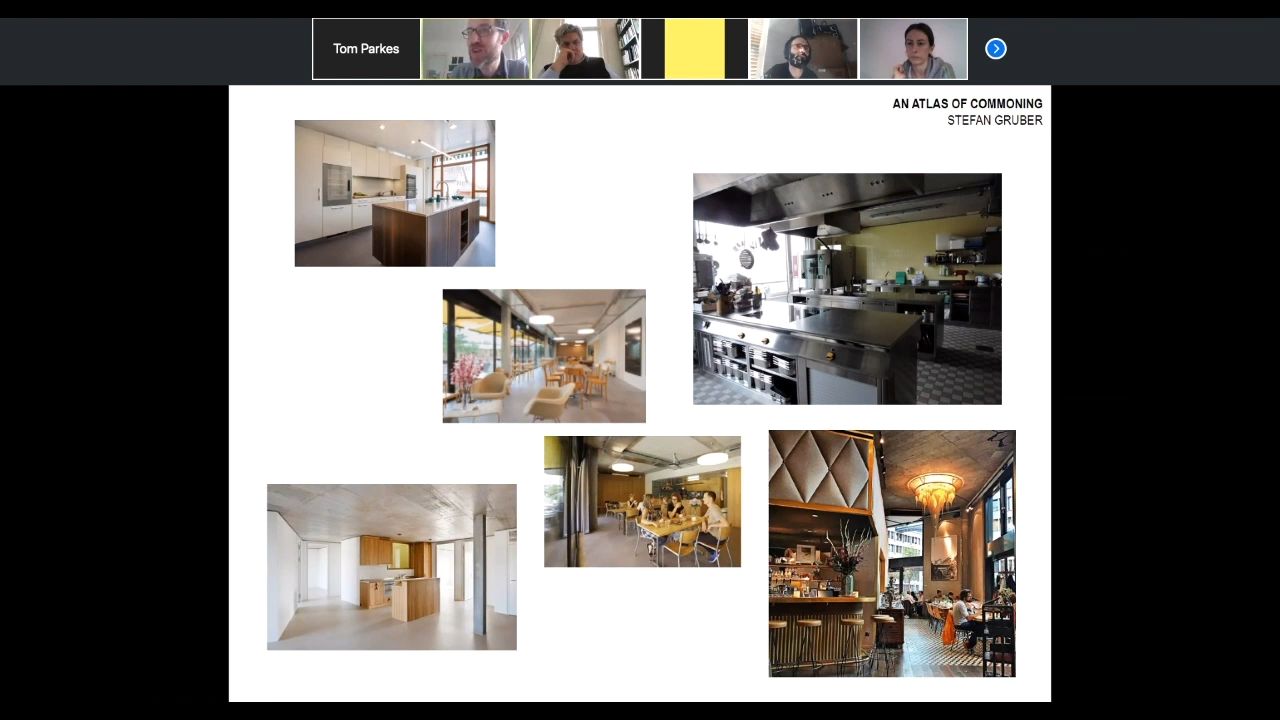 Tom Parkes
AN ATLAS OF COMMONING
STEFAN GRUBER